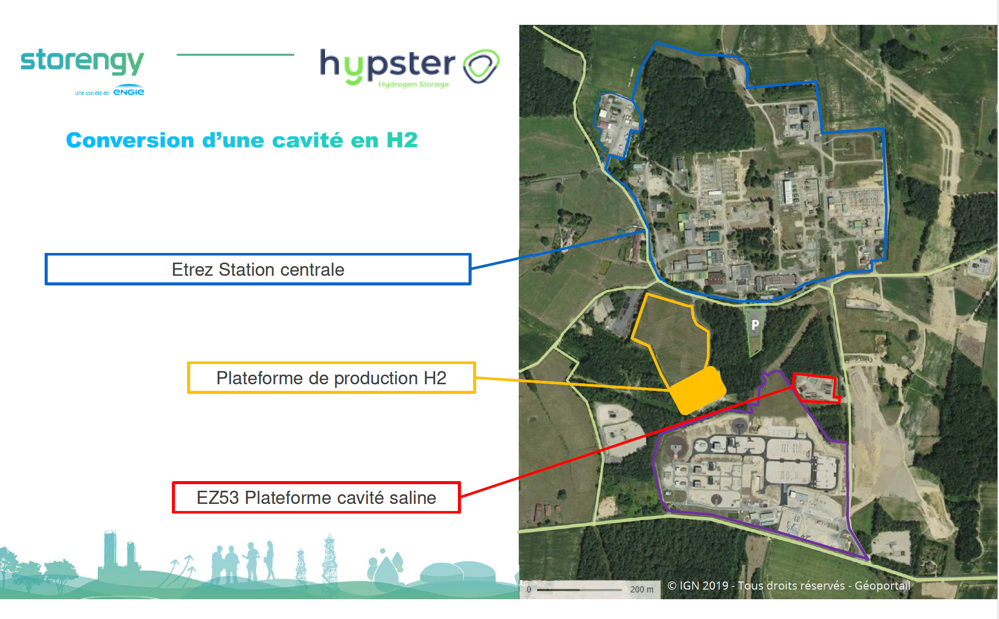 storengy
Une société de ENGIE
hypster
Hydrogen Storage
Conversion d’une cavité en H2
Etrez Station centrale
Plateforme de production H2
EZ53 Plateforme cavité saline
P
0 200 m
© IGN 2019 - Tous droits réservés - Géoportail